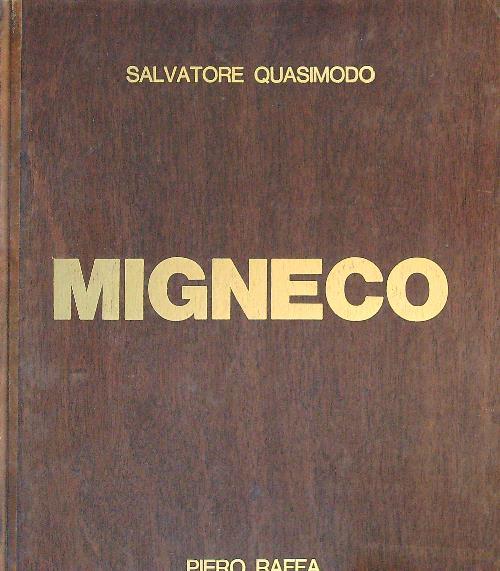 SALVATORE QUASIMODO
MIGNECO
PIERO RAFFA